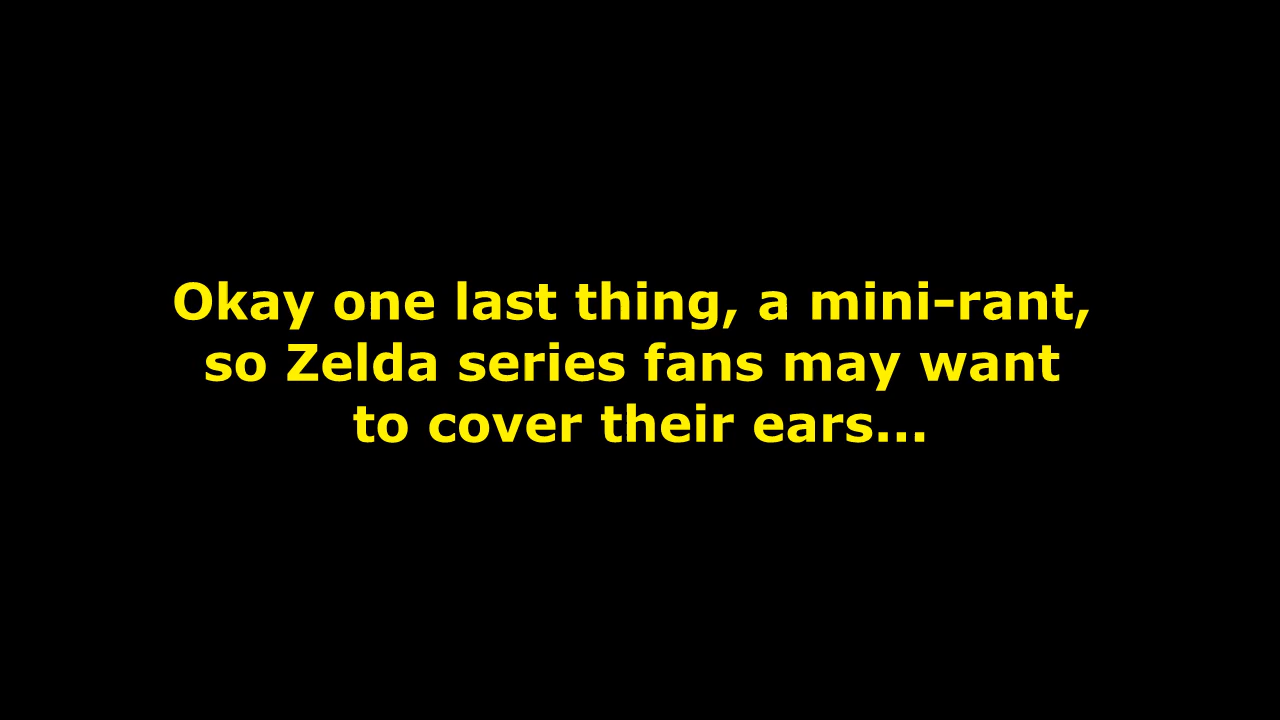 Okay one last thing, a mini-rant,
so Zelda series fans may want
to cover their ears...